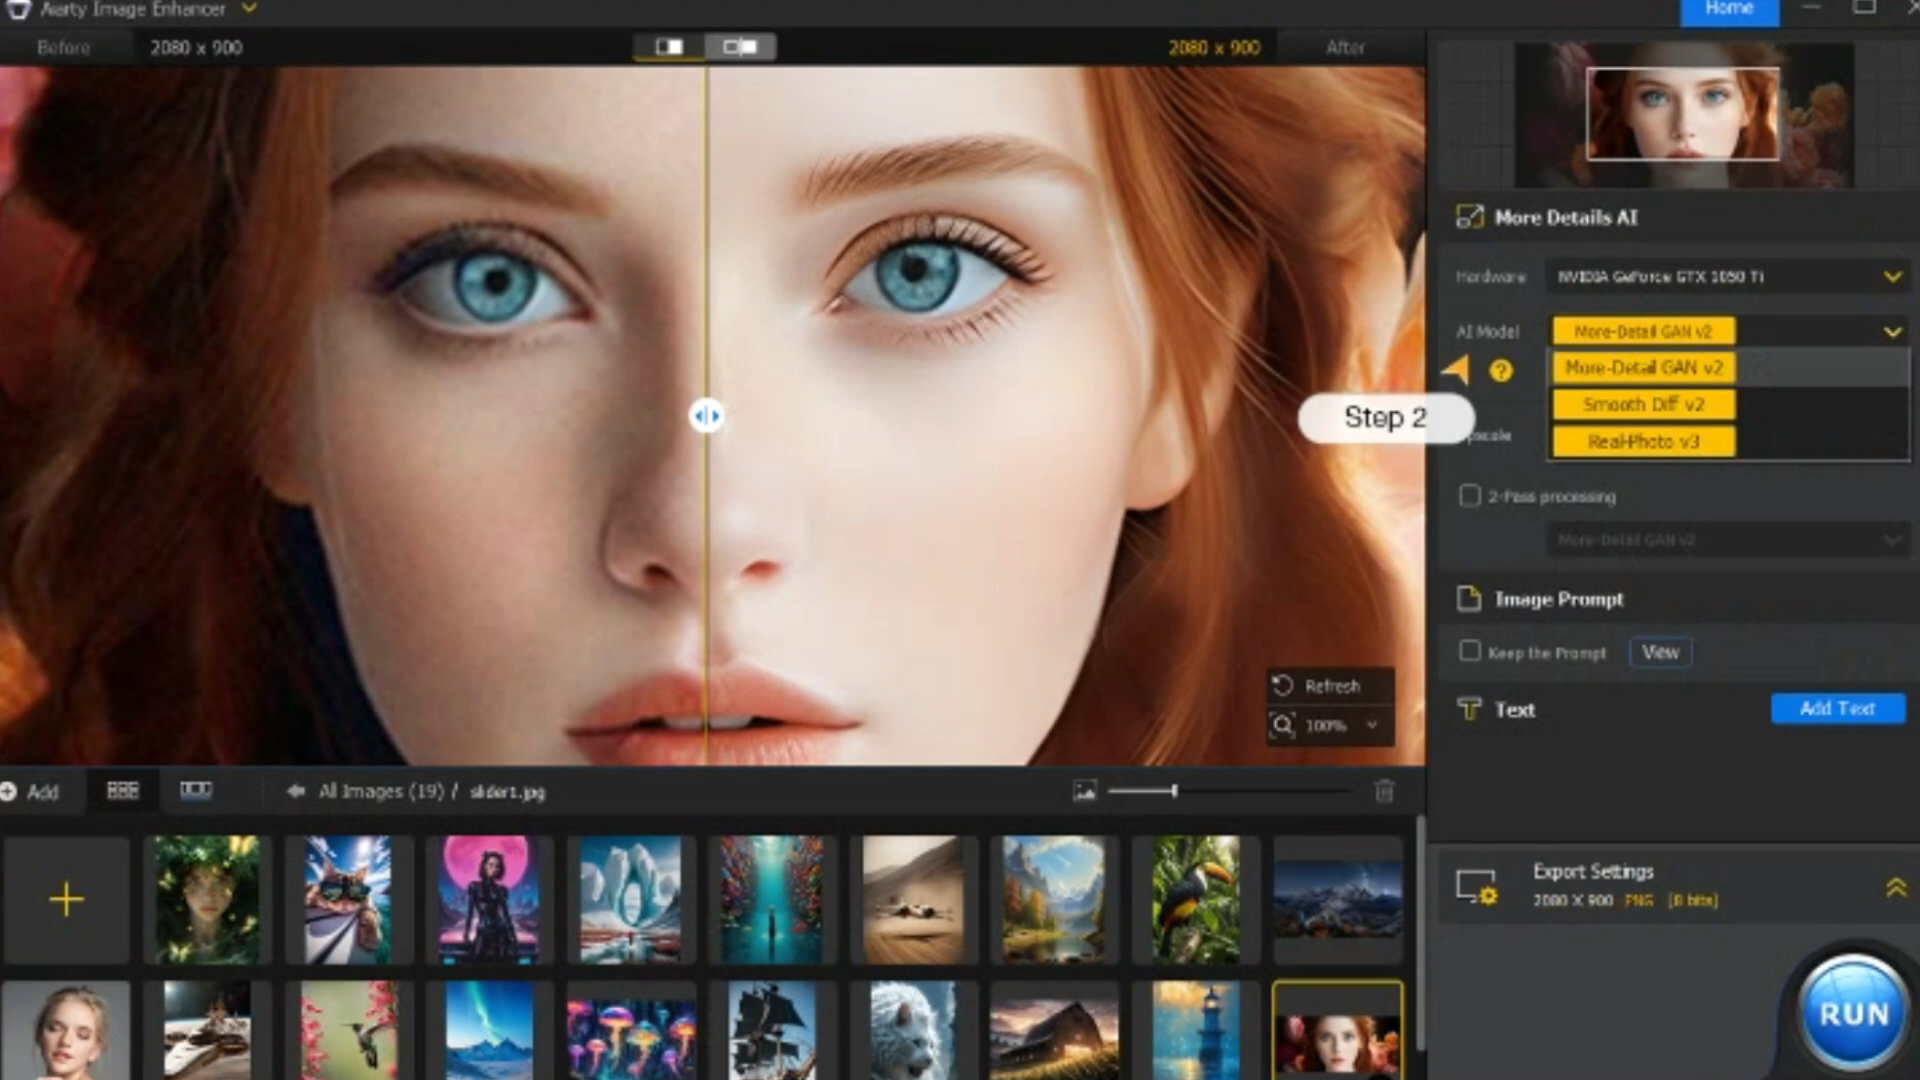 Aiarty Image Enhancer
Home
Before
2080 x 900
2080 x 900
After
More Details AI
Hardware
NVIDIA GeForce GTX 1050 Ti
AI Model
More-Detail GAN v2
More-Detail GAN v2
?
Smooth Diff v2
Step 2
Real-Photo v3
2-Pass processing
More-Detail GAN v2
Image Prompt
Keep the Prompt
View
Refresh
Text
Add Text
100%
Add
All Images (19) / slider1.jpg
Export Settings
2080 X 900 PNG [8 bits]
RUN